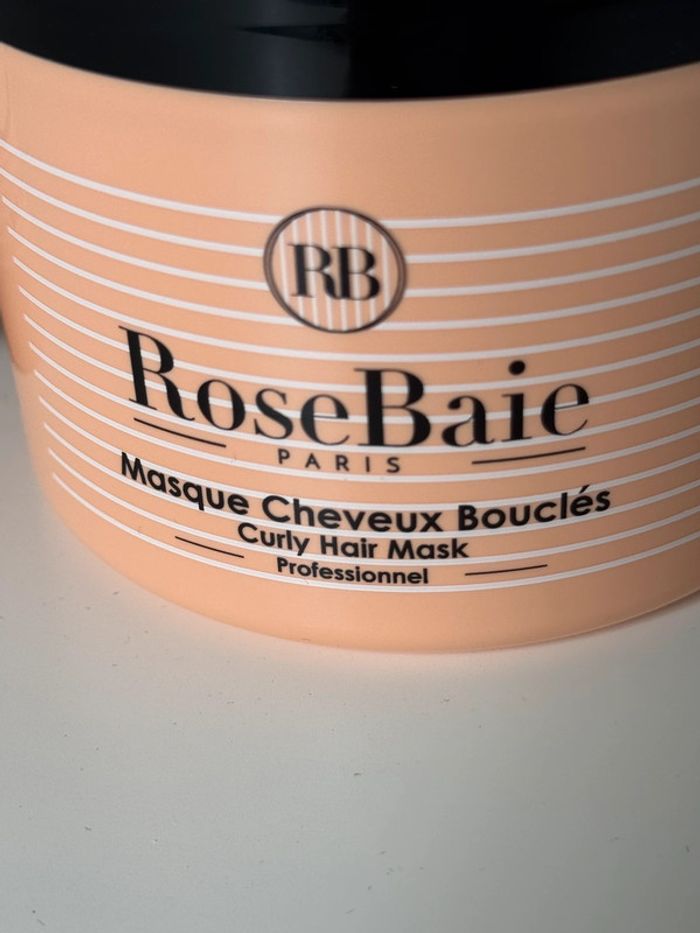 RB
RoseBaie
PARIS
Masque Cheveux Bouclés
Curly Hair Mask
Professionnel